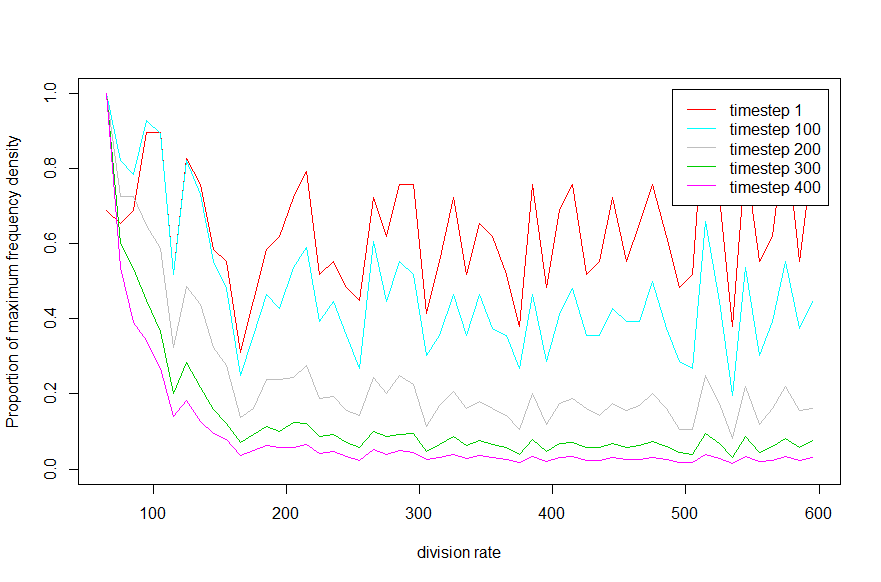 timestep 1
timestep 100
timestep 200
timestep 300
timestep 400
Proportion of maximum frequency density
1.0
0.8
0.6
0.4
0.2
0.0
100 200 300 400 500 600
division rate